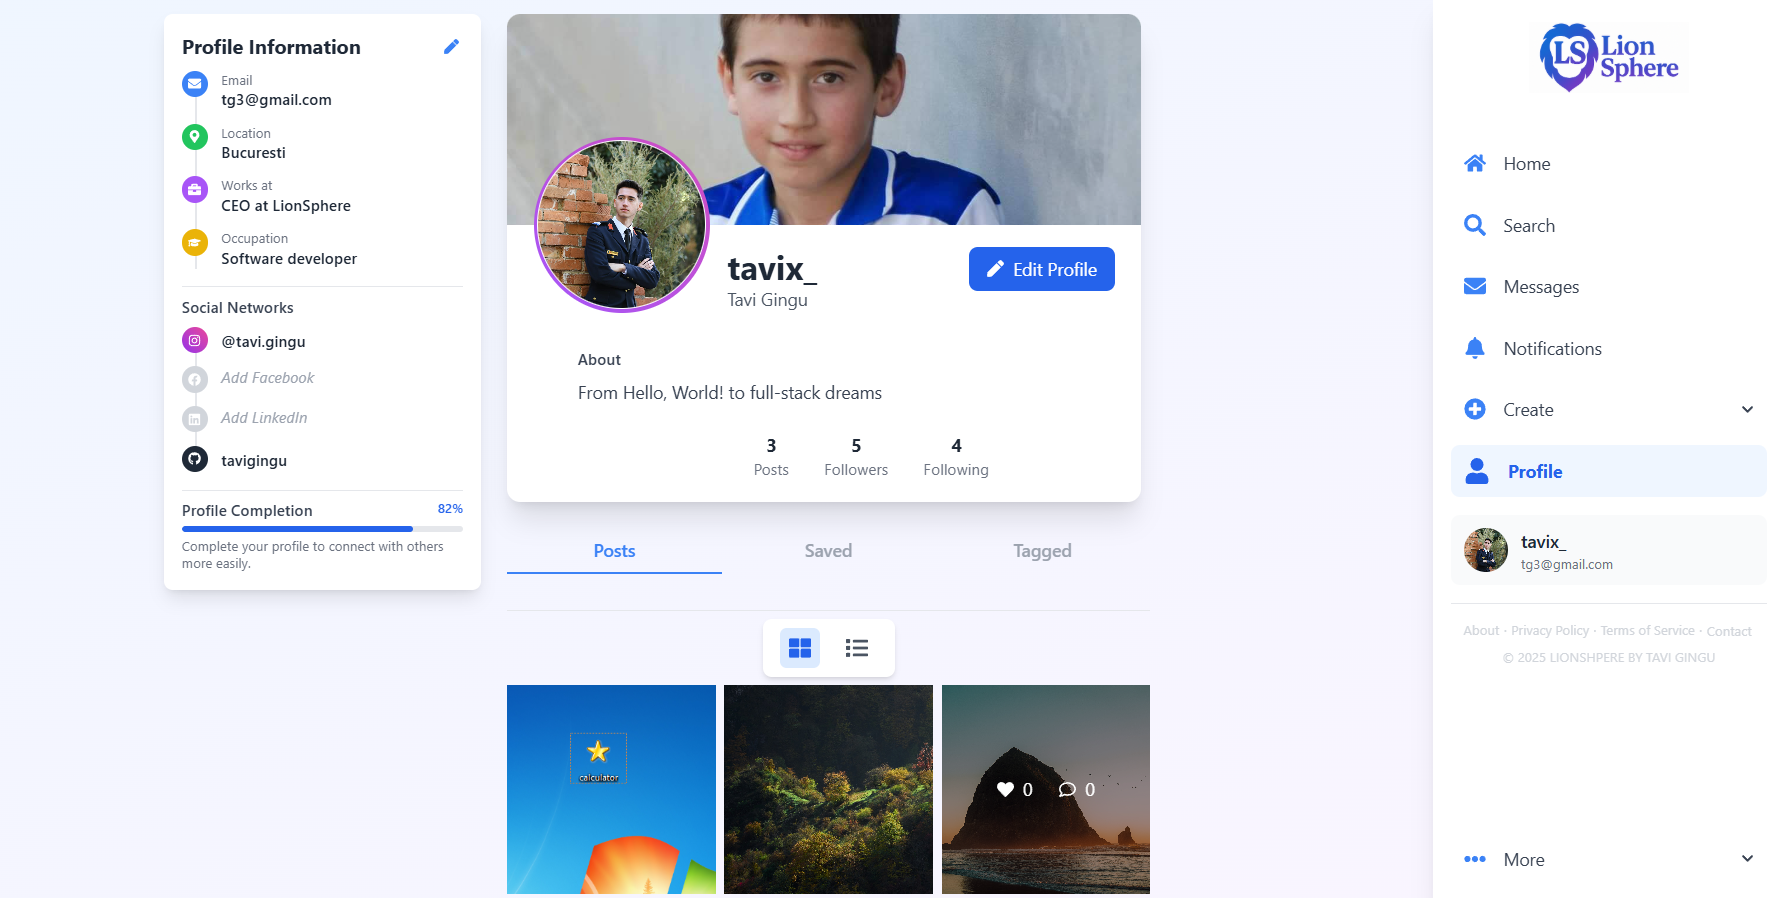 Profile Information
Email
tg3@gmail.com
Location
Bucuresti
Works at
CEO at LionSphere
Occupation
Software developer
Social Networks
@tavi.gingu
Add Facebook
Add LinkedIn
tavigingu
Profile Completion
82%
Complete your profile to connect with others
more easily.
tavix_
Tavi Gingu
Edit Profile
About
From Hello, World! to full-stack dreams
3
5
4
Posts
Followers
Following
Posts
Saved
Tagged
calculator
0
0
LS
Lion
Sphere
Home
Search
Messages
Notifications
Create
Profile
tavix_
tg3@gmail.com
About · Privacy Policy · Terms of Service · Contact
© 2025 LIONSHPERE BY TAVI GINGU
More